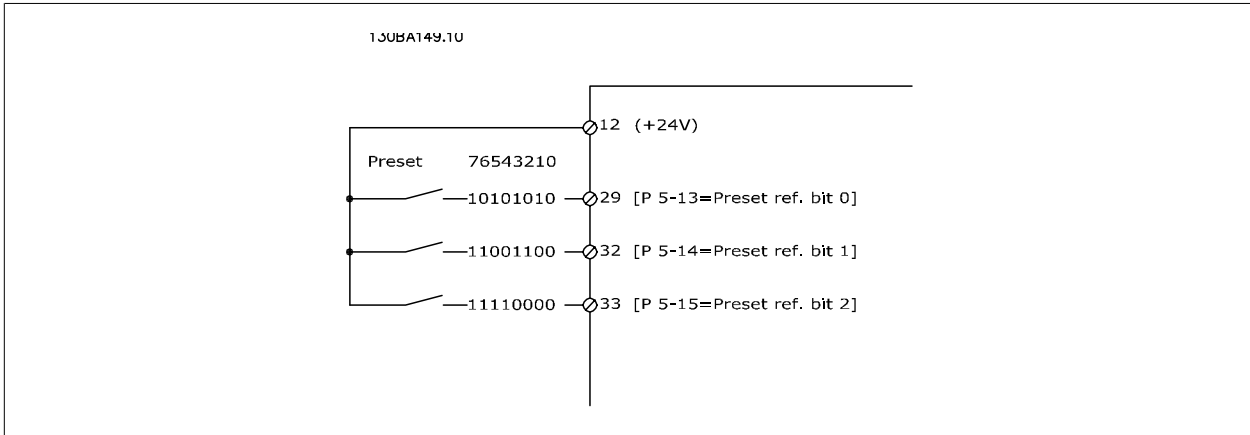 130BA149.10
12 (+24V)
Preset 76543210
10101010 29 [P 5-13=Preset ref. bit 0]
11001100 32 [P 5-14=Preset ref. bit 1]
11110000 33 [P 5-15=Preset ref. bit 2]